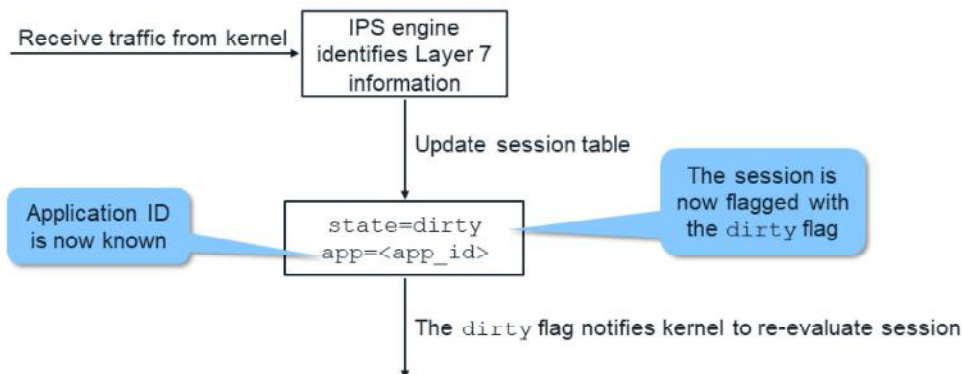 Receive traffic from kernel
IPS engine
identifies Layer 7
information
Update session table
Application ID
is now known
state=dirty
app=<app_id>
The session is
now flagged with
the dirty flag
The dirty flag notifies kernel to re-evaluate session